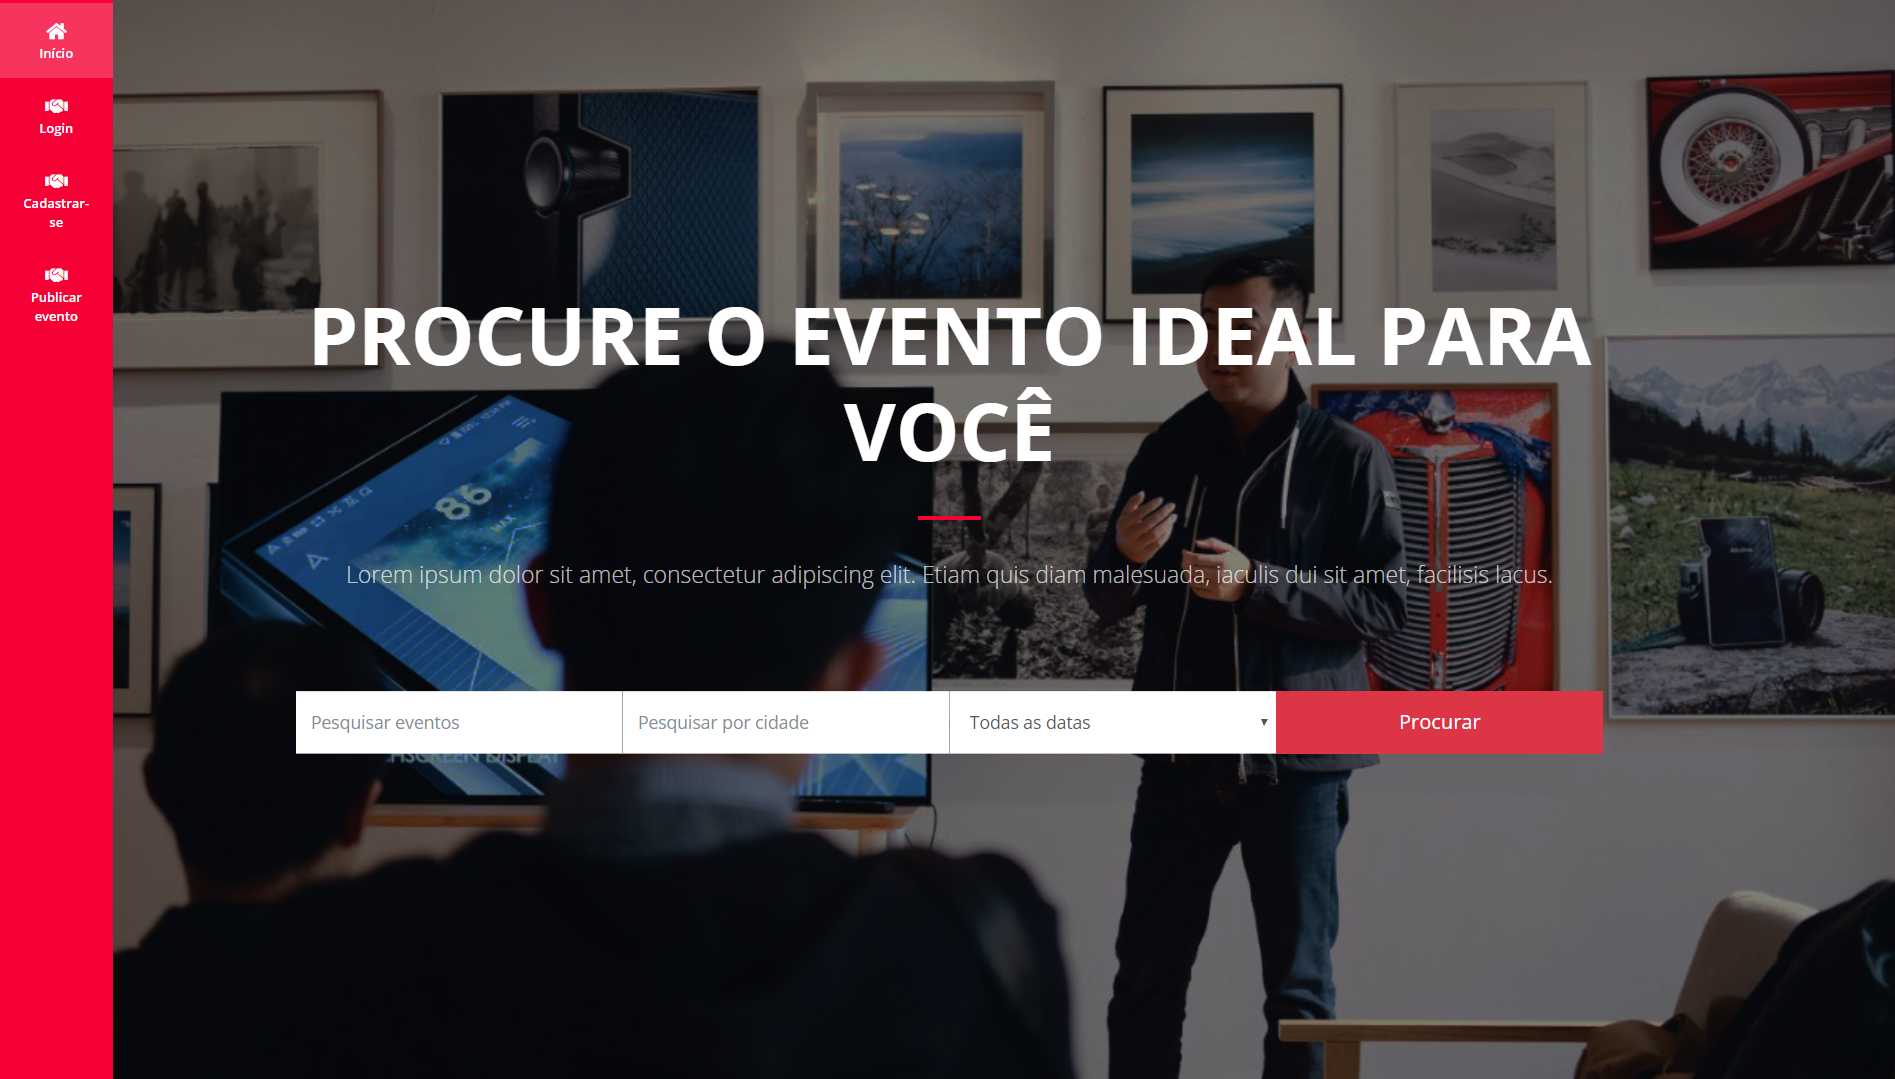 Início
Login
Cadastrar-
se
Publicar
evento
PROCURE O EVENTO IDEAL PARA
VOCÊ
86
MAX
Lorem ipsum dolor sit amet, consectetur adipiscing elit. Etiam quis diam malesuada, iaculis dui sit amet, facilisis lacus.
Pesquisar eventos
Pesquisar por cidade
Todas as datas
Procurar